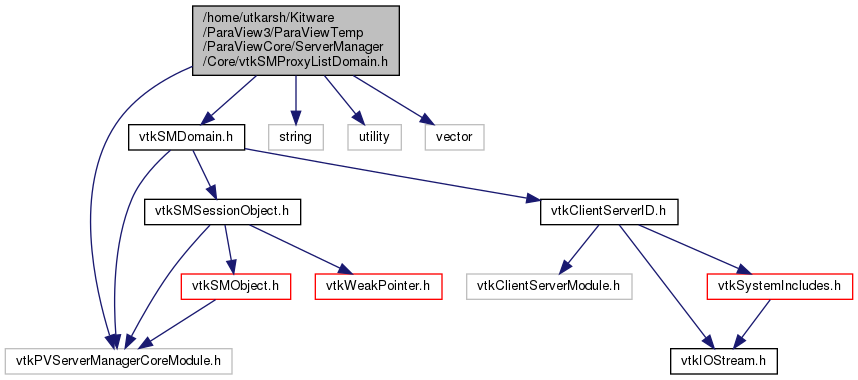 /home/utkarsh/Kitware
/ParaView3/ParaViewTemp
/ParaViewCore/ServerManager
/Core/vtkSMProxyListDomain.h
vtkSMDomain.h
string
utility
vector
vtkSMSessionObject.h
vtkClientServerID.h
vtkSMObject.h
vtkWeakPointer.h
vtkClientServerModule.h
vtkSystemIncludes.h
vtkPVServerManagerCoreModule.h
vtkIOStream.h